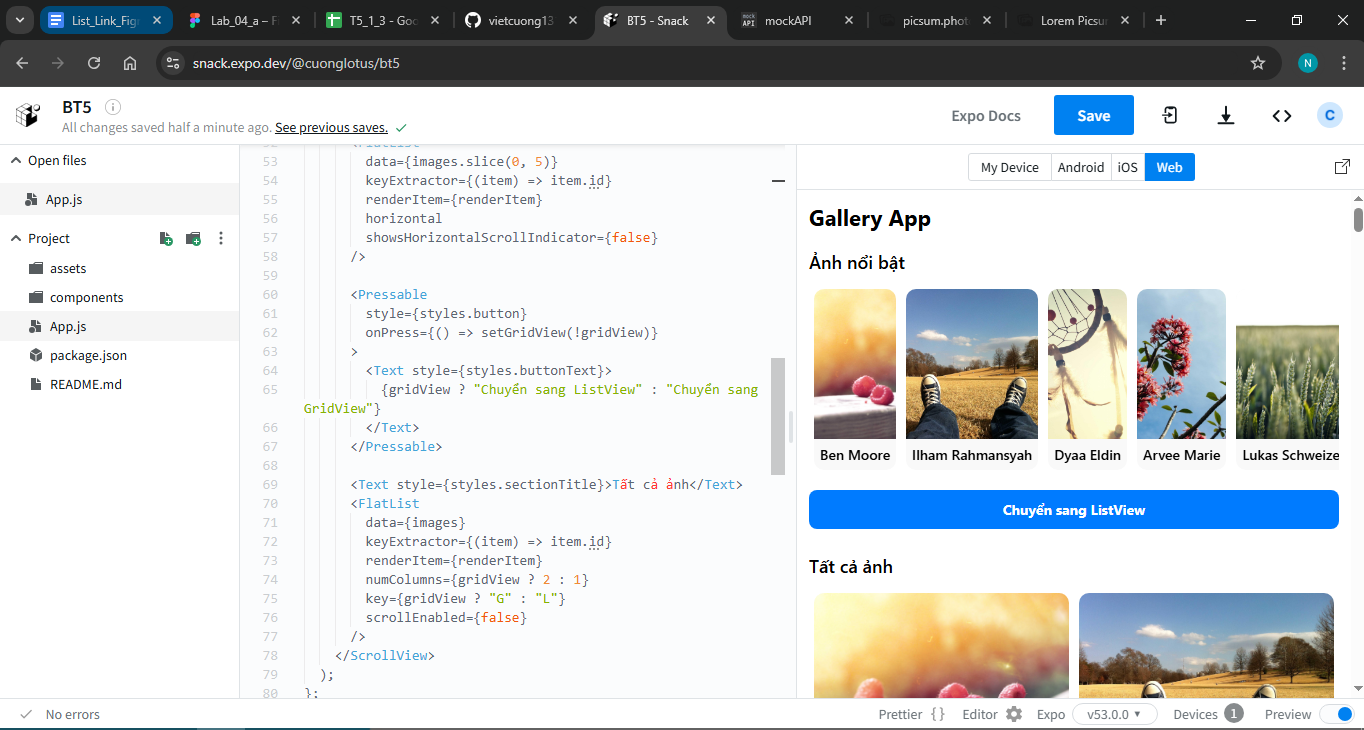 List_Link_Fig
Lab_04_a – Fi
T5_1_3 - Goo
vietcuong13
BT5 - Snack
mockAPI
picsum.phot
Lorem Picsum
snack.expo.dev/@cuonglotus/bt5
N
BT5
All changes saved half a minute ago. See previous saves.
Expo Docs
Save
C
Open files
App.js
Project
assets
components
App.js
package.json
README.md
52 <FlatList
53 data={images.slice(0, 5)}
54 keyExtractor={(item) => item.id}
55 renderItem={renderItem}
56 horizontal
57 showsHorizontalScrollIndicator={false}
58 />
59
60 <Pressable
61 style={styles.button}
62 onPress={() => setGridView(!gridView)}
63 >
64 <Text style={styles.buttonText}>
65 {gridView ? "Chuyển sang ListView" : "Chuyển sang
GridView"}
66 </Text>
67 </Pressable>
68
69 <Text style={styles.sectionTitle}>Tất cả ảnh</Text>
70 <FlatList
71 data={images}
72 keyExtractor={(item) => item.id}
73 renderItem={renderItem}
74 numColumns={gridView ? 2 : 1}
75 key={gridView ? "G" : "L"}
76 scrollEnabled={false}
77 />
78 </ScrollView>
79 );
80 };
My Device
Android
iOS
Web
Gallery App
Ảnh nổi bật
Ben Moore
Ilham Rahmansyah
Dyaa Eldin
Arvee Marie
Lukas Schweize
Chuyển sang ListView
Tất cả ảnh
No errors
Prettier { }
Editor
Expo
v53.0.0
Devices 1
Preview